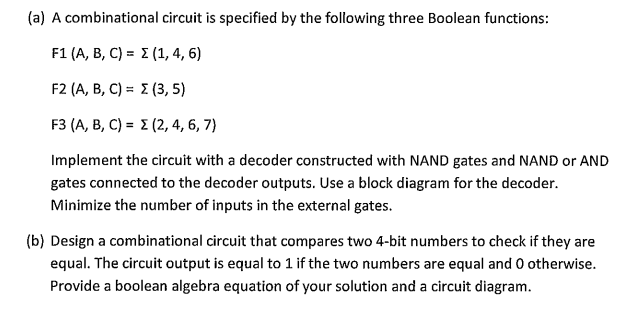 (a) A combinational circuit is specified by the following three Boolean functions:
F1 (A, B, C) = Σ (1, 4, 6)
F2 (A, B, C) = Σ (3, 5)
F3 (A, B, C) = Σ (2, 4, 6, 7)
Implement the circuit with a decoder constructed with NAND gates and NAND or AND
gates connected to the decoder outputs. Use a block diagram for the decoder.
Minimize the number of inputs in the external gates.
(b) Design a combinational circuit that compares two 4-bit numbers to check if they are
equal. The circuit output is equal to 1 if the two numbers are equal and 0 otherwise.
Provide a boolean algebra equation of your solution and a circuit diagram.